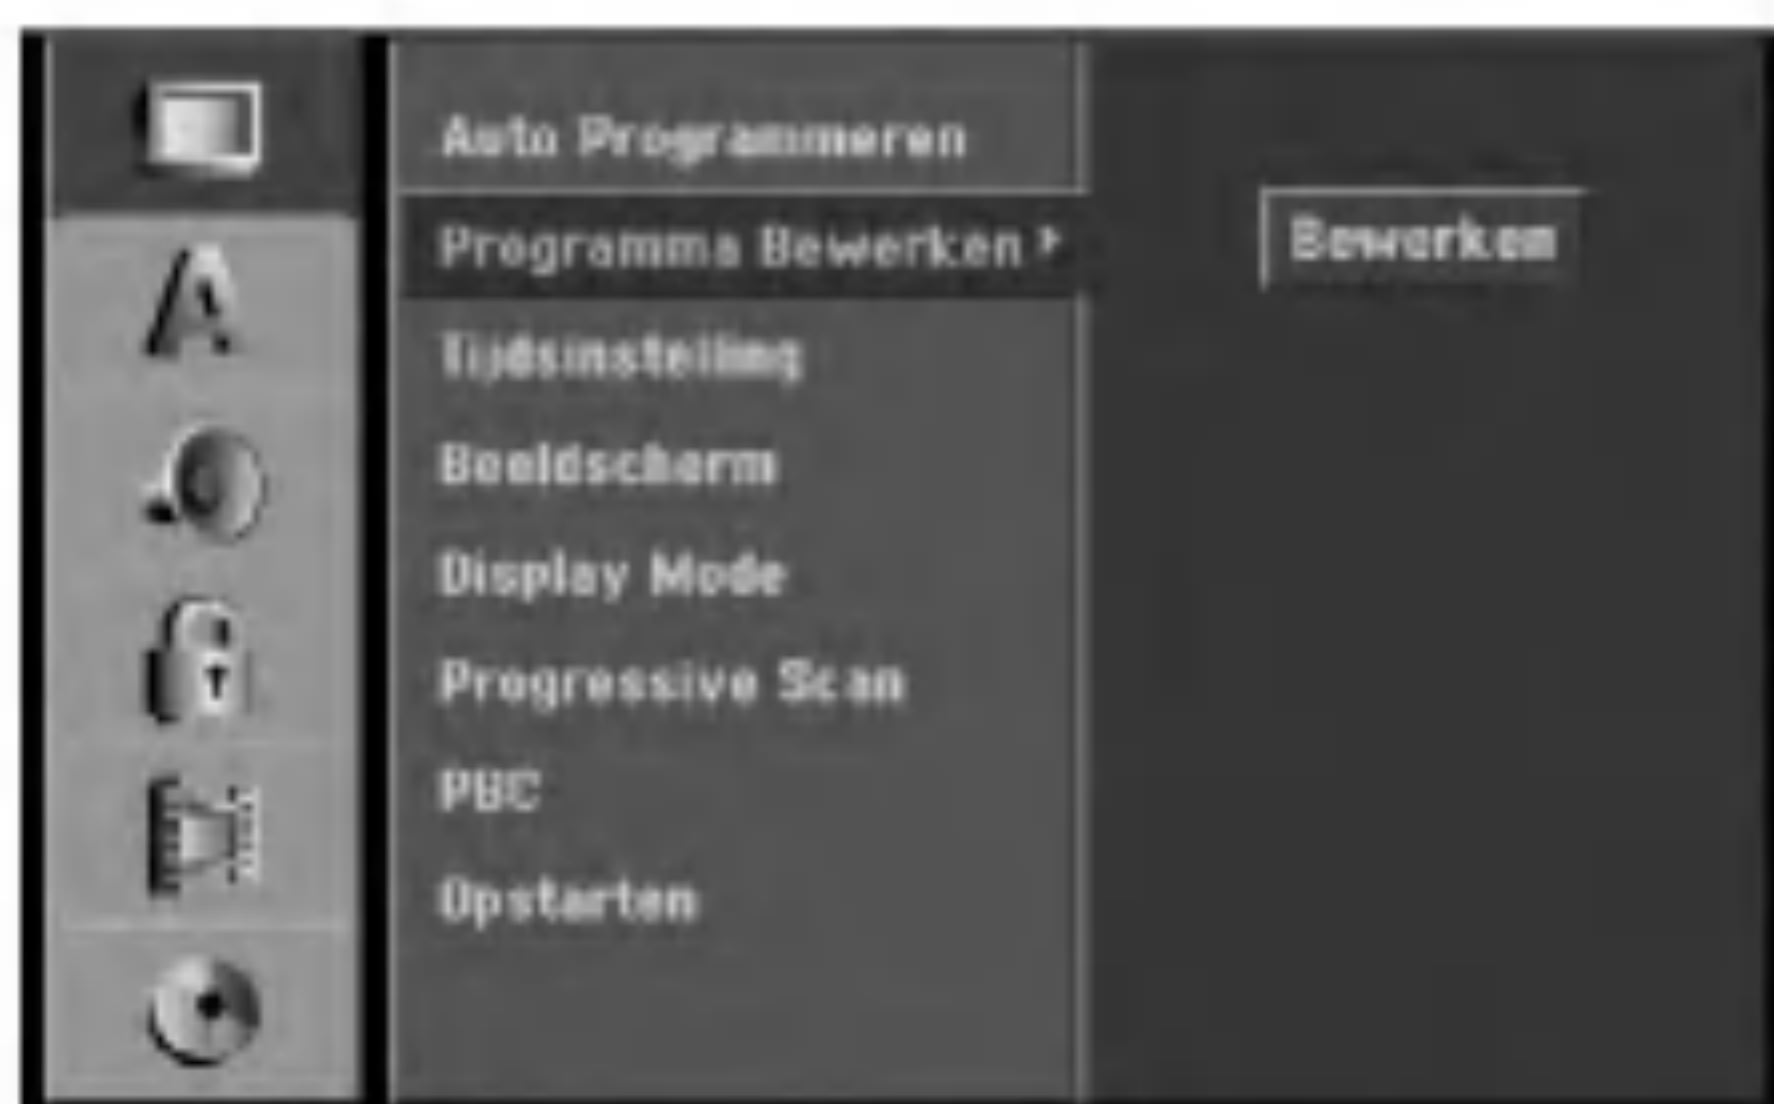 Auto Programmeren
Programma Bewerken
Bewerken
Tijdsinstelling
Beeldscherm
Display Mode
Progressive Scan
PBC
Opstarten